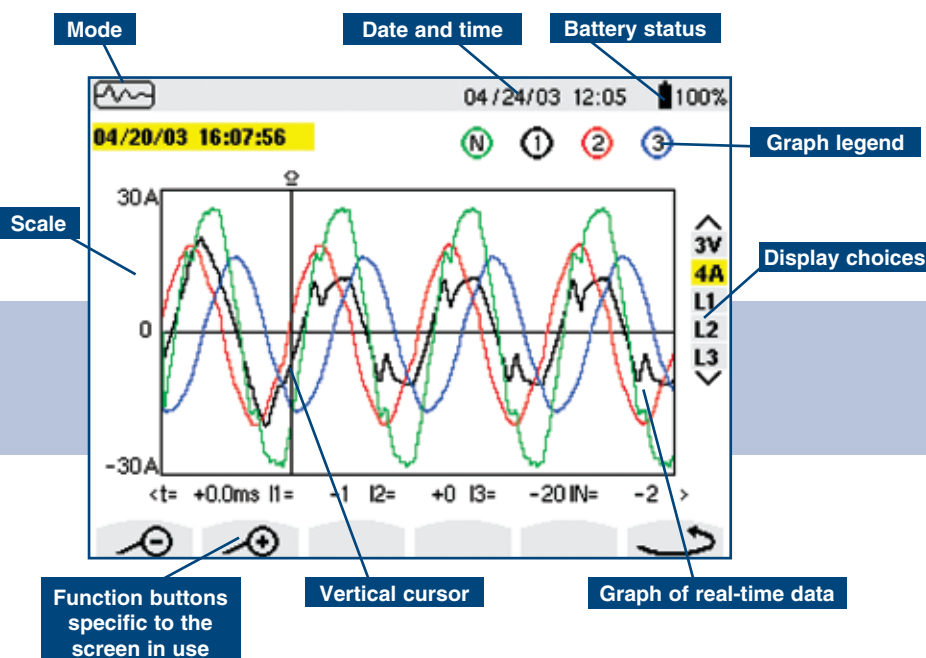 Mode
Date and time
Battery status
04/24/03 12:05 100%
04/20/03 16:07:56
N 1 2 3
Graph legend
30A
Scale
3V
Display choices
4A
L1
0
L2
L3
-30A
<t= +0.0ms I1= -1 I2= +0 I3= -20 IN= -2 >
Function buttons
specific to the
screen in use
Vertical cursor
Graph of real-time data